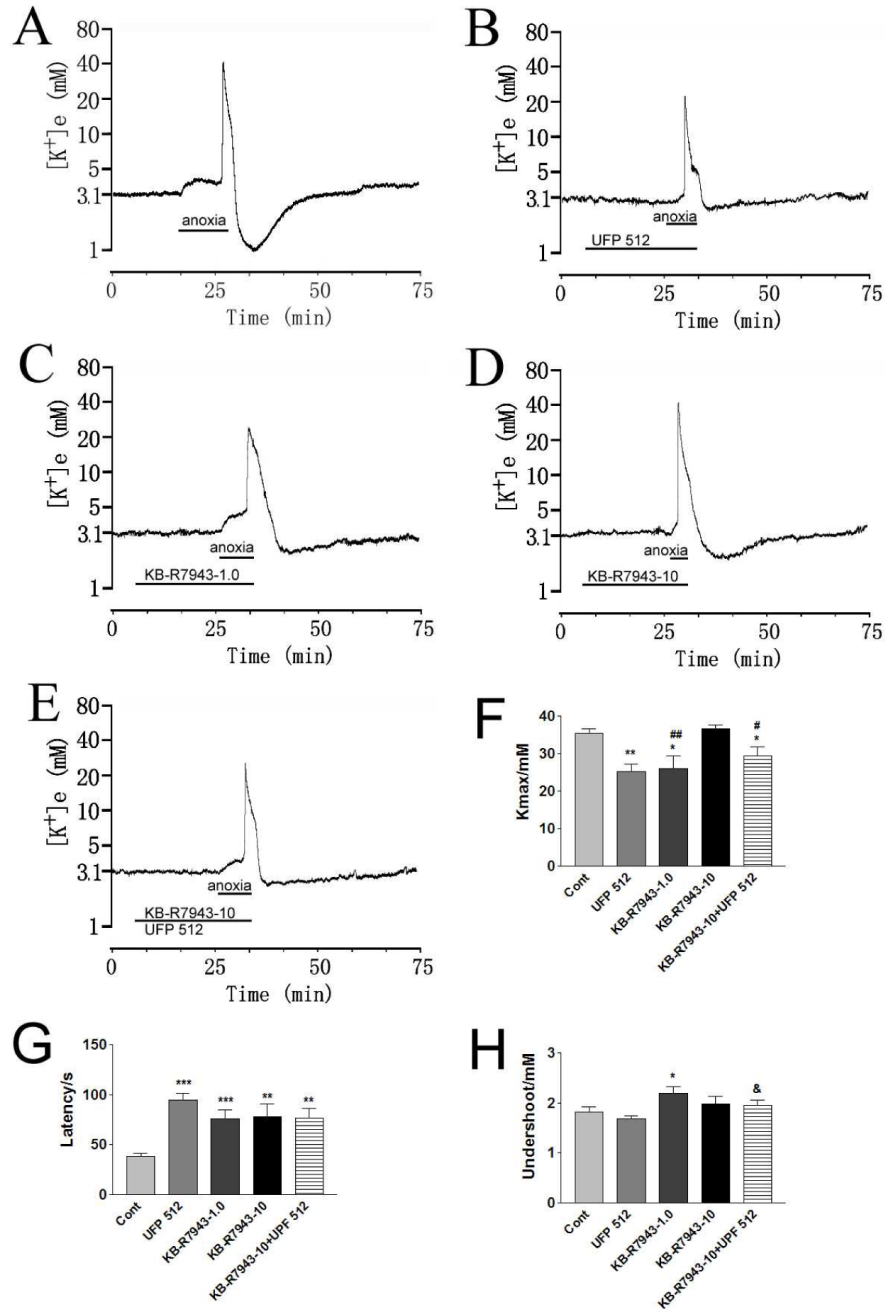 A
[K⁺]e (mM)
80
40
20
10
5
3.1
1
anoxia
0 25 50 75
Time (min)
B
[K⁺]e (mM)
80
40
20
10
5
3.1
1
anoxia
UFP 512
0 25 50 75
Time (min)
C
[K⁺]e (mM)
80
40
20
10
5
3.1
1
anoxia
KB-R7943-1.0
0 25 50 75
Time (min)
D
[K⁺]e (mM)
80
40
20
10
5
3.1
1
anoxia
KB-R7943-10
0 25 50 75
Time (min)
E
[K⁺]e (mM)
80
40
20
10
5
3.1
1
anoxia
KB-R7943-10
UFP 512
0 25 50 75
Time (min)
F
Kmax/mM
40
30
20
10
0
**
##
*
#
*
Cont
UFP 512
KB-R7943-1.0
KB-R7943-10
KB-R7943-10+UFP 512
G
Latency/s
150
100
50
0
***
***
**
**
Cont
UFP 512
KB-R7943-1.0
KB-R7943-10
KB-R7943-10+UPF 512
H
Undershoot/mM
3
2
1
0
*
&
Cont
UFP 512
KB-R7943-1.0
KB-R7943-10
KB-R7943-10+UFP 512